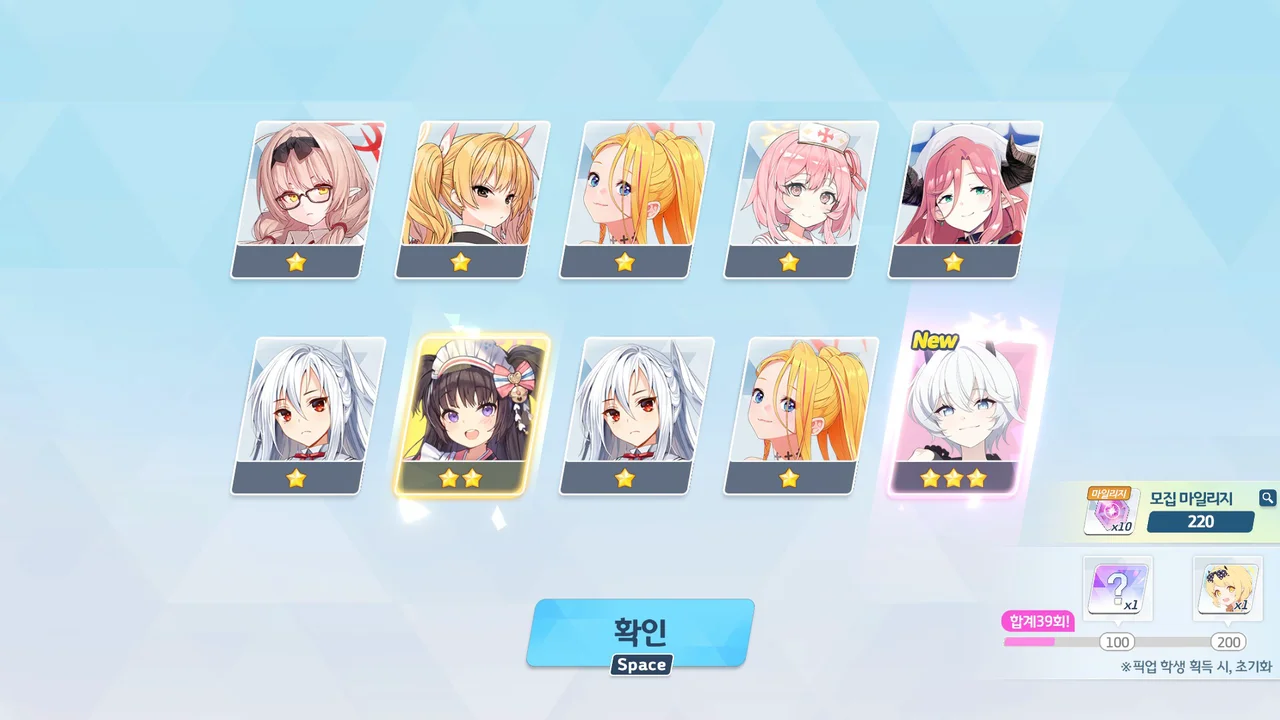 New
마일리지
x10
모집 마일리지
220
x1
x1
합계39회!
100
200
※픽업 학생 획득 시, 초기화
확인
Space